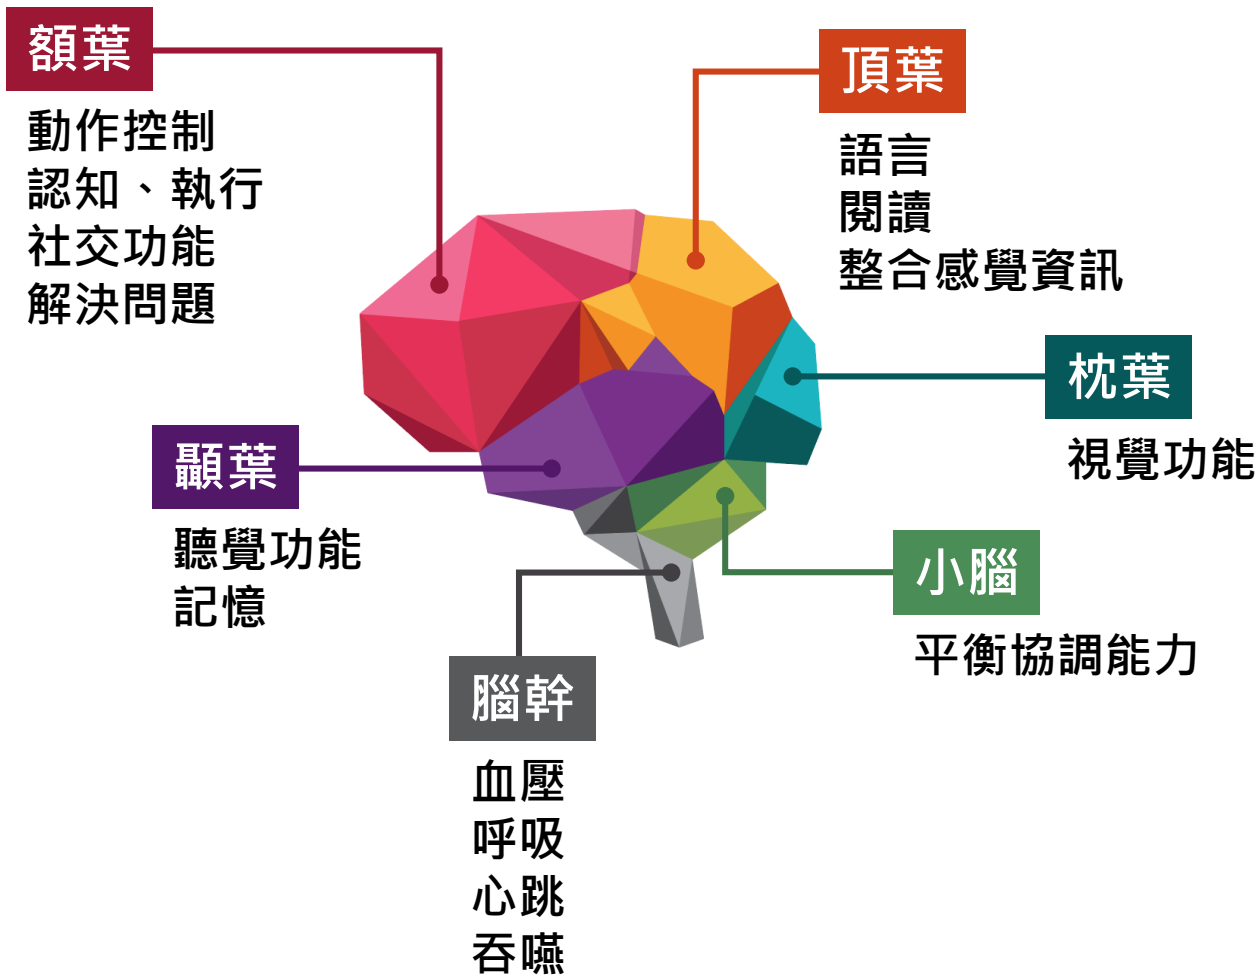 額葉
動作控制
認知、執行
社交功能
解決問題
頂葉
語言
閱讀
整合感覺資訊
枕葉
視覺功能
顳葉
聽覺功能
記憶
小腦
平衡協調能力
腦幹
血壓
呼吸
心跳
吞嚥